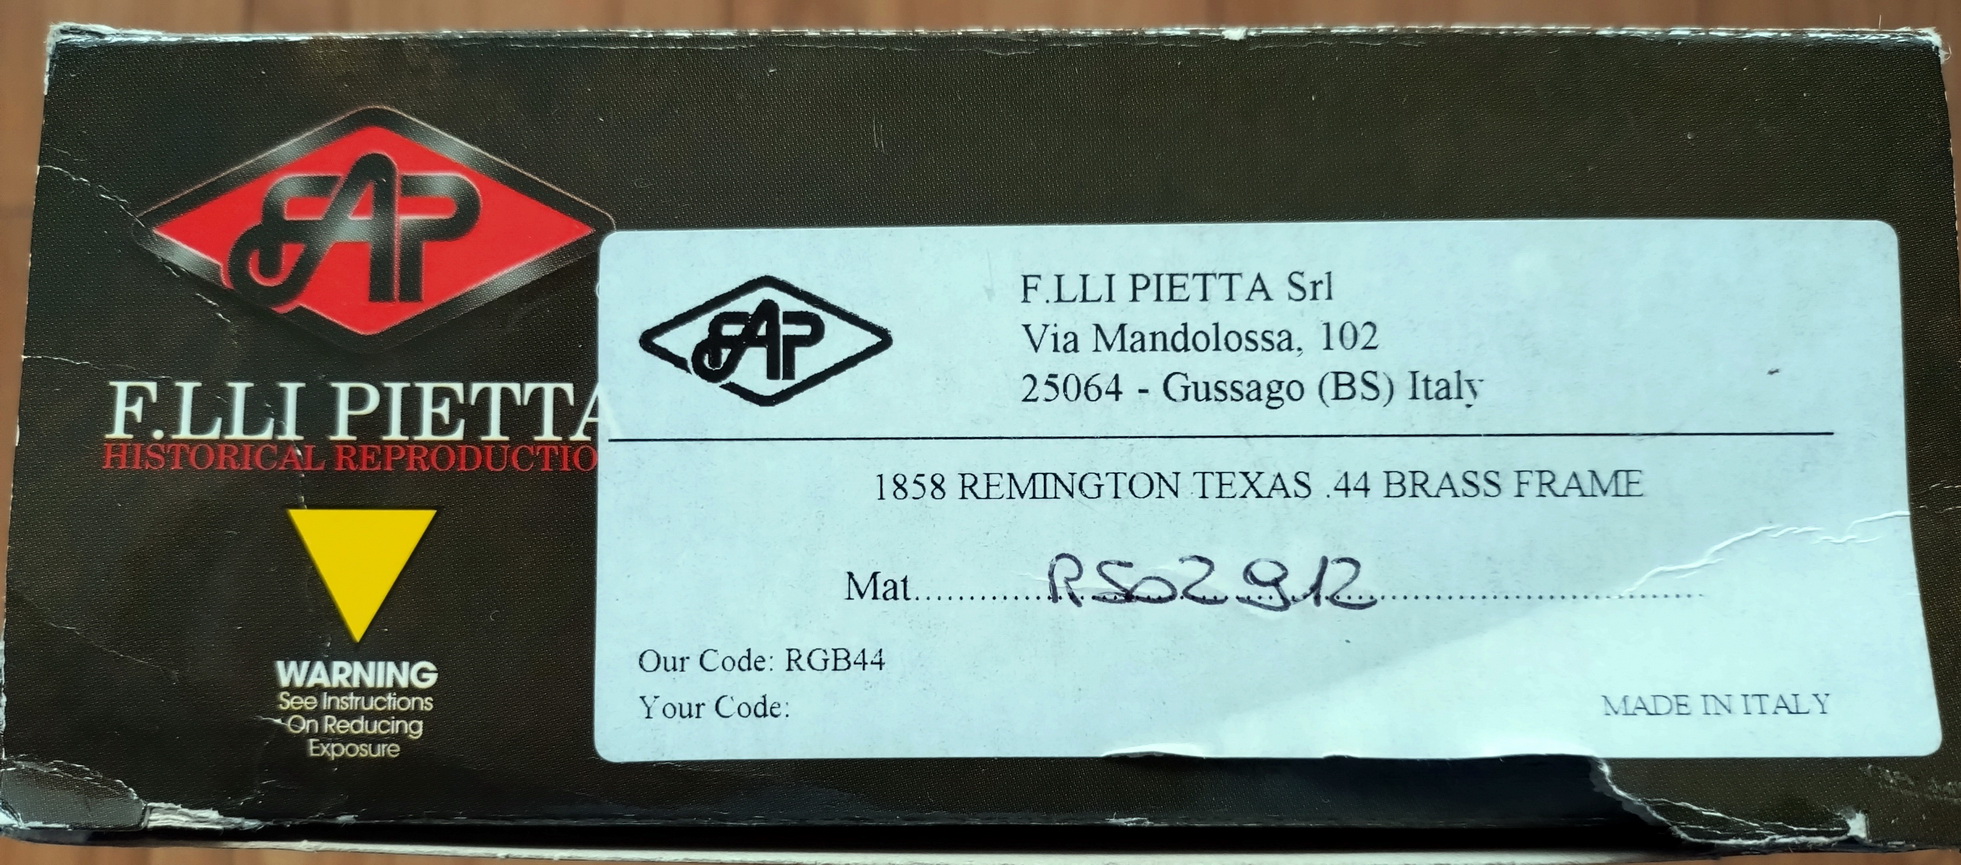 FAP
F.LLI PIETTA
HISTORICAL REPRODUCTIO
WARNING
See Instructions
On Reducing
Exposure
FAP
F.LLI PIETTA Srl
Via Mandolossa, 102
25064 - Gussago (BS) Italy
1858 REMINGTON TEXAS .44 BRASS FRAME
Mat..........R502912..........
Our Code: RGB44
Your Code:
MADE IN ITALY